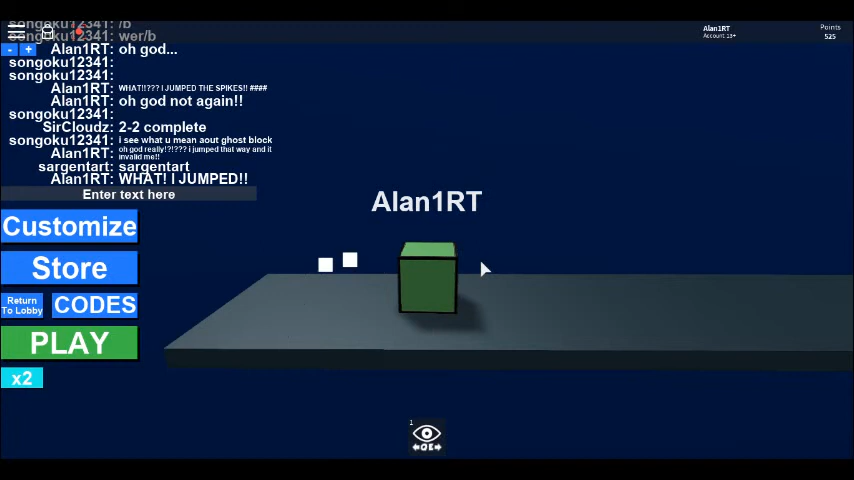 songoku12341: /b
songoku12341: wer/b
Alan1RT: oh god...
songoku12341:
songoku12341:
Alan1RT: WHAT!!??? I JUMPED THE SPIKES!! ####
Alan1RT: oh god not again!!
songoku12341:
SirCloudz: 2-2 complete
songoku12341: i see what u mean aout ghost block
Alan1RT: oh god really!?!??? i jumped that way and it
invalid me!!
sargentart: sargentart
Alan1RT: WHAT! I JUMPED!!
Enter text here
- +
Alan1RT
Account 13+
Points
525
Alan1RT
Customize
Store
Return
To Lobby
CODES
PLAY
x2
1